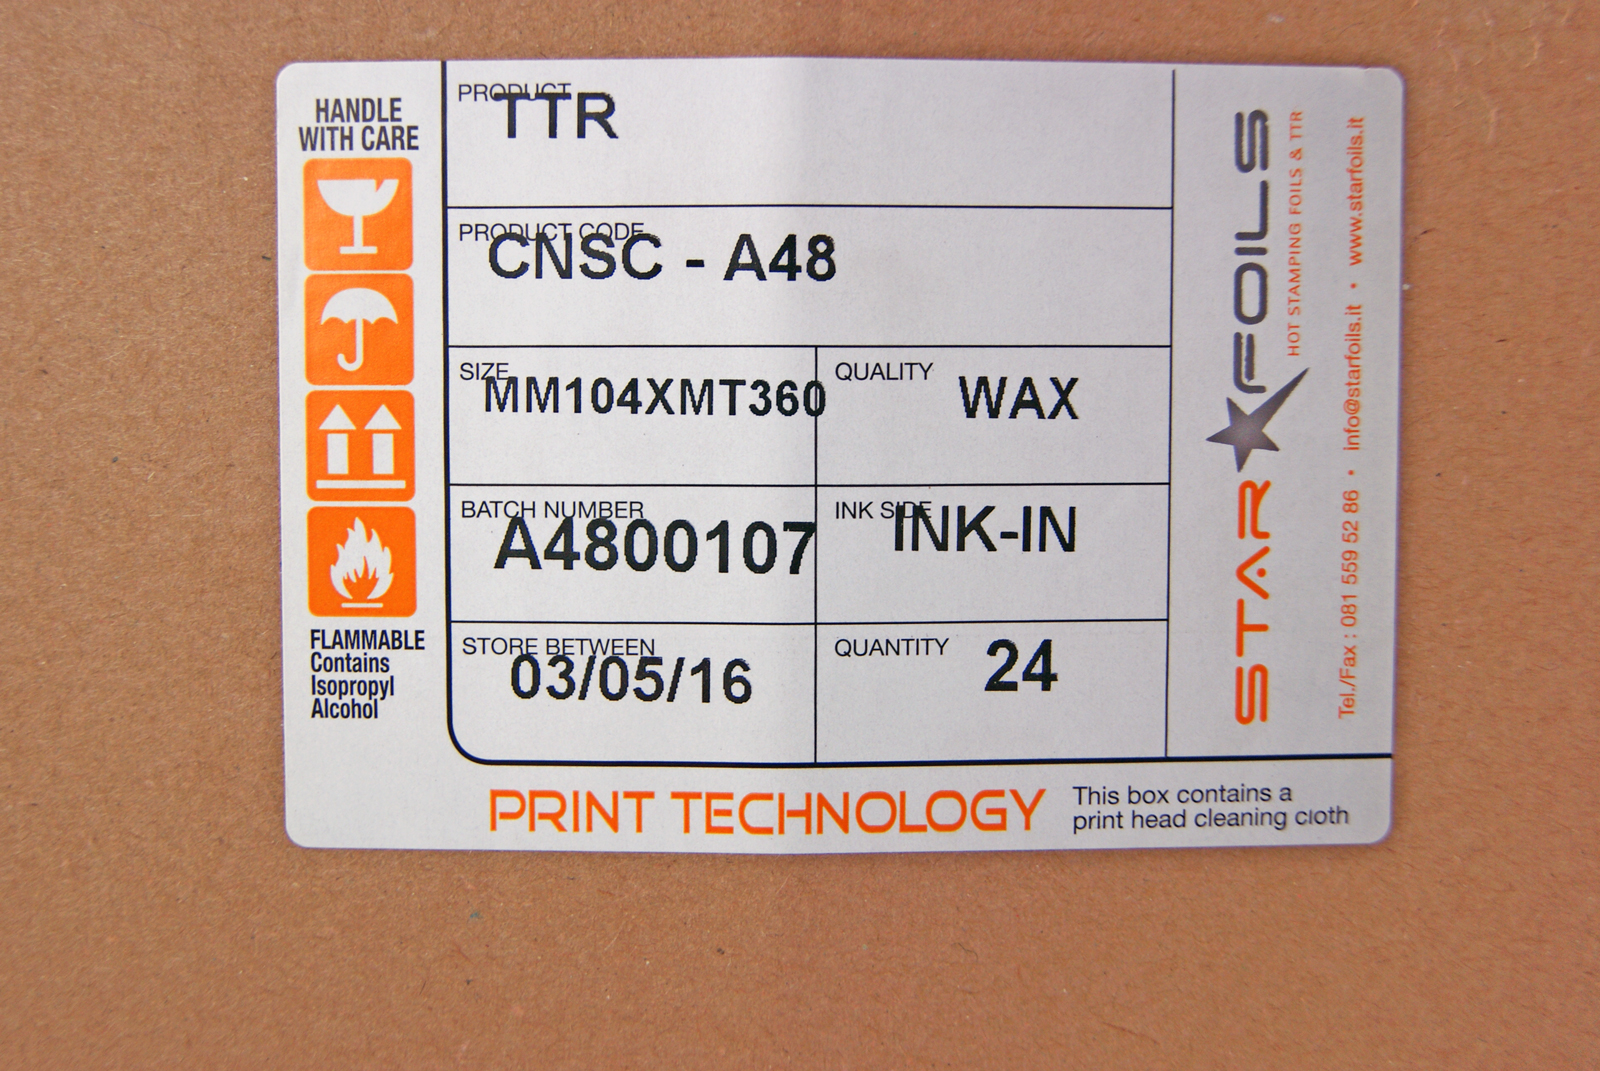 HANDLE
WITH CARE
FLAMMABLE
Contains
Isopropyl
Alcohol
PRODUCT
TTR
PRODUCT CODE
CNSC - A48
SIZE
MM104XMT360
QUALITY
WAX
BATCH NUMBER
A4800107
INK SIDE
INK-IN
STORE BETWEEN
03/05/16
QUANTITY
24
STAR FOILS
HOT STAMPING FOILS & TTR
Tel./Fax : 081 559 52 86 • info@starfoils.it • www.starfoils.it
PRINT TECHNOLOGY
This box contains a
print head cleaning cloth